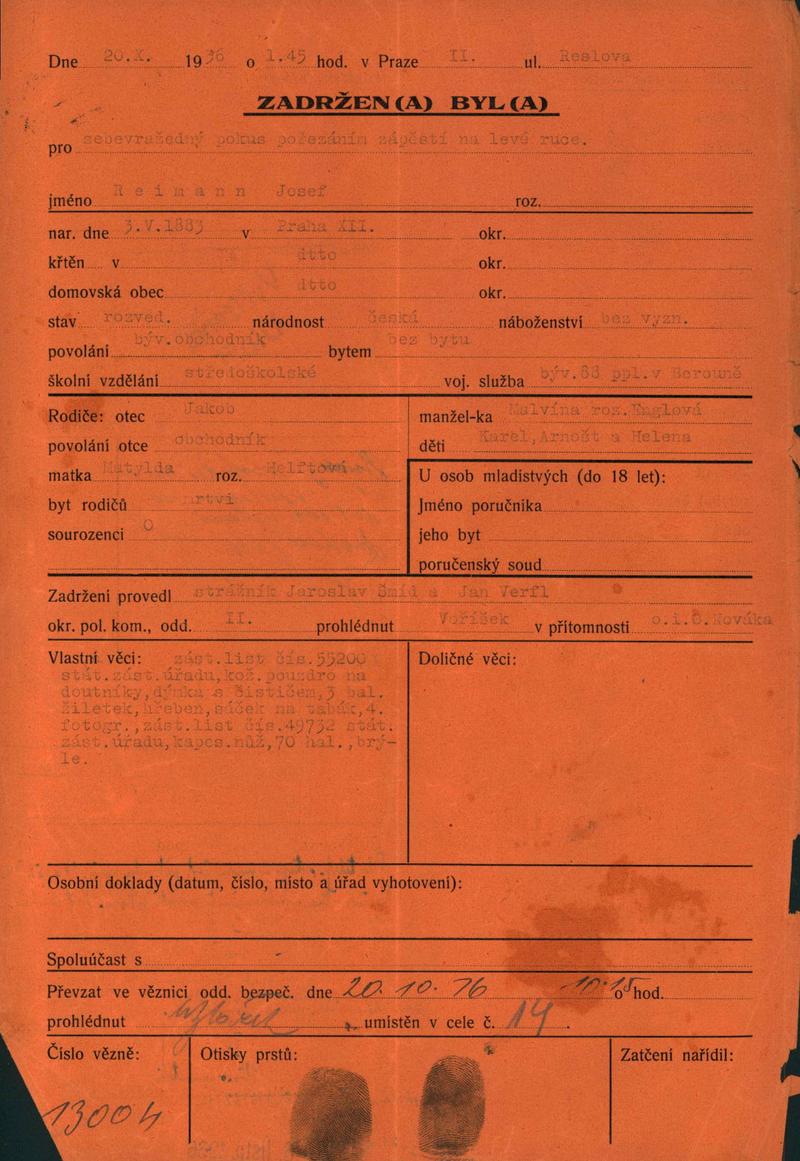 Dne 20.X. 1936 o 1.45 hod. v Praze II. ul. Reslova
ZADRŽEN(A) BYL(A)
pro sebevražedný pokus pořezáním zápěstí na levé ruce.
jméno Reimann Josef roz.
nar. dne 3.V.1883 v Praha XII. okr.
křtěn v ditto okr.
domovská obec ditto okr.
stav rozved. národnost česká náboženství bez vyzn.
povolání býv.obchodník bytem bez bytu
školní vzdělání středoškolské voj. služba býv.88 ppl.v Berouně
Rodiče: otec Jakob
povolání otce obchodník
matka Matylda roz. Helftová
byt rodičů mrtvi
sourozenci 0
manžel-ka Malvína roz.Englová
děti Karel,Arnošt a Helena
U osob mladistvých (do 18 let):
Jméno poručníka
jeho byt
poručenský soud
Zadržení provedl strážník Jaroslav Šmíd a Jan Verfl
okr. pol. kom., odd. II. prohlédnut Voříšek v přítomnosti o.i.Č.Nováka
Vlastní věci: zást.list čís.55200
stát.zást.úřadu,kož.pouzdro na
doutníky,dýmka s čističem,3 bal.
žiletek,hřeben,sáček na tabák,4.
fotogr.,zást.list čís.49732 stát.
zást.úřadu,kapes.nůž,70 hal.,brý-
le.
Doličné věci:
Osobní doklady (datum, číslo, místo a úřad vyhotovení):
Spoluúčast s -
Převzat ve věznici odd. bezpeč. dne 20. 10. 36 o 10.15 hod.
prohlédnut umístěn v cele č. 14.
Číslo vězně:
13004
Otisky prstů:
Zatčení nařídil: